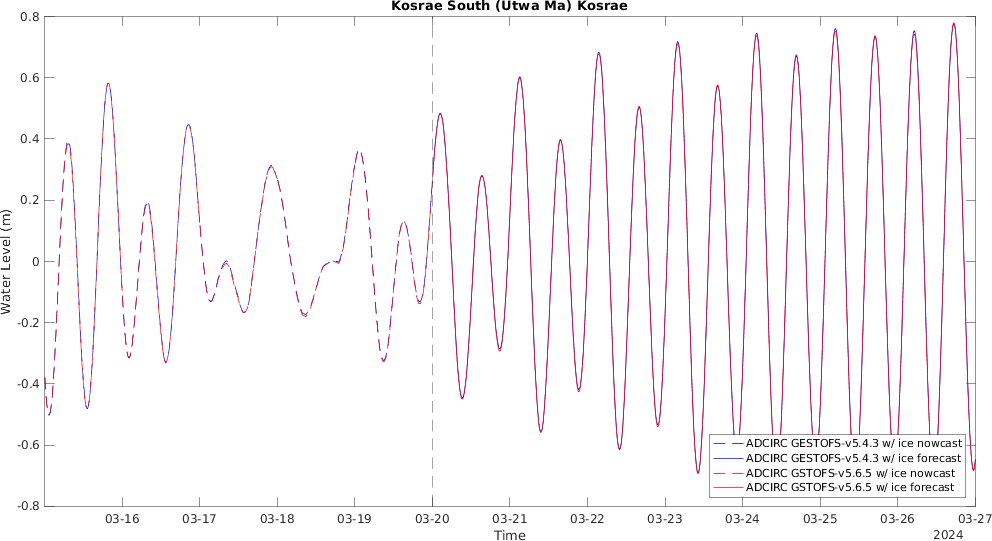 Kosrae South (Utwa Ma) Kosrae
Water Level (m)
0.8
0.6
0.4
0.2
0
-0.2
-0.4
-0.6
-0.8
ADCIRC GESTOFS-v5.4.3 w/ ice nowcast
ADCIRC GESTOFS-v5.4.3 w/ ice forecast
ADCIRC GSTOFS-v5.6.5 w/ ice nowcast
ADCIRC GSTOFS-v5.6.5 w/ ice forecast
03-16 03-17 03-18 03-19 03-20 03-21 03-22 03-23 03-24 03-25 03-26 03-27
Time
2024